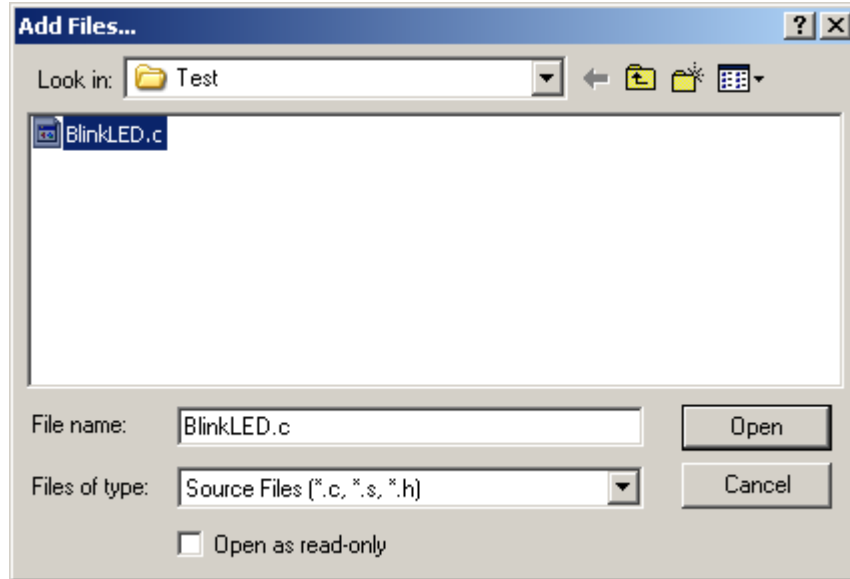 Add Files...
Look in: Test
BlinkLED.c
File name: BlinkLED.c Open
Files of type: Source Files (*.c, *.s, *.h) Cancel
Open as read-only